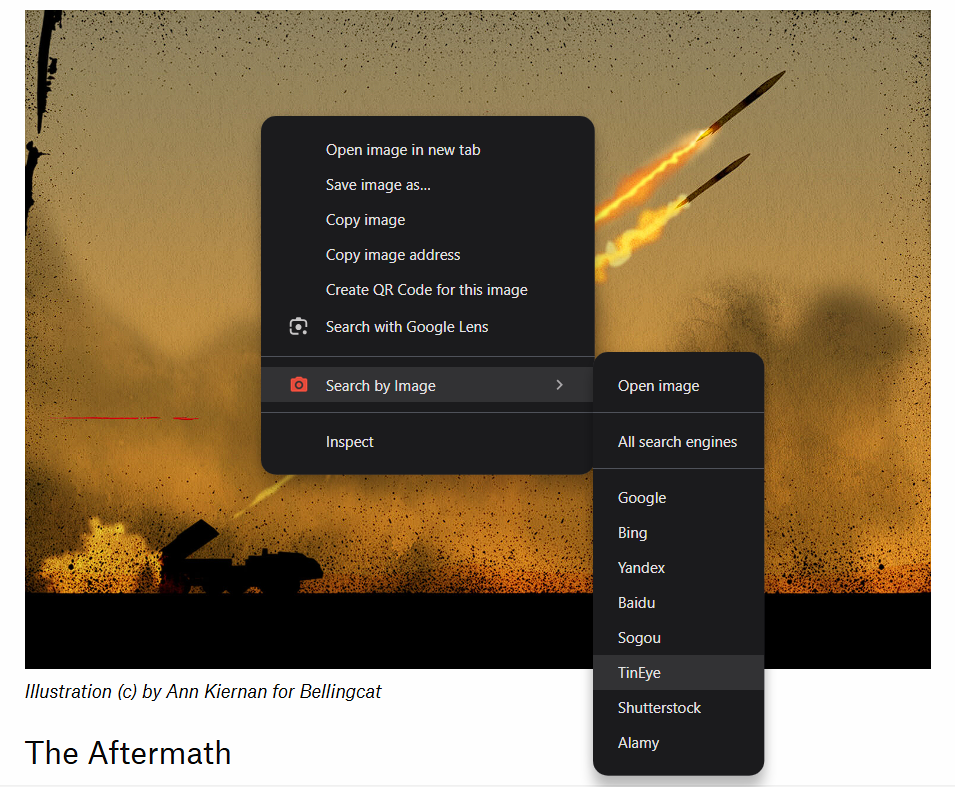 Open image in new tab
Save image as...
Copy image
Copy image address
Create QR Code for this image
Search with Google Lens
Search by Image
Inspect
Open image
All search engines
Google
Bing
Yandex
Baidu
Sogou
TinEye
Shutterstock
Alamy
Illustration (c) by Ann Kiernan for Bellingcat
The Aftermath